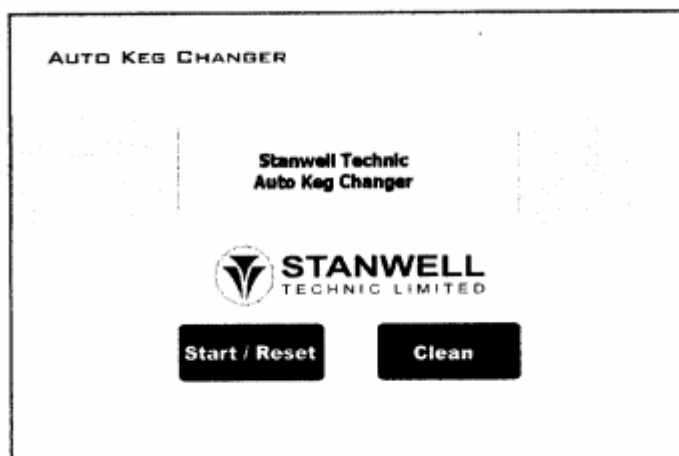 AUTO KEG CHANGER
Stanwell Technic
Auto Keg Changer
STANWELL
TECHNIC LIMITED
Start / Reset
Clean